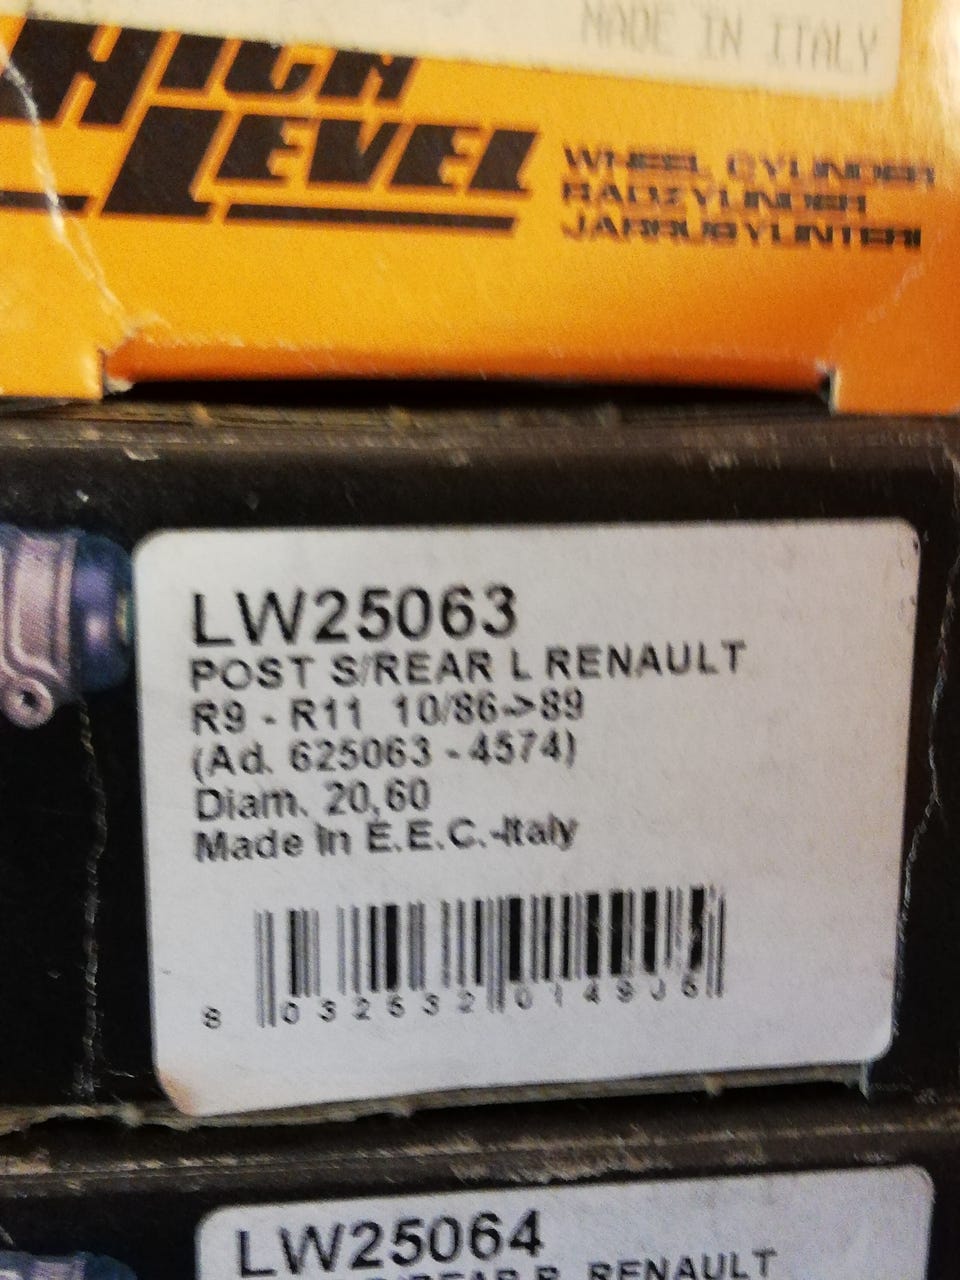 MADE IN ITALY
HIGH
LEVEL
WHEEL CYLINDER
RADZYLINDER
JARRUSYLINTERI
LW25063
POST S/REAR L RENAULT
R9 - R11 10/86->89
(Ad. 625063 - 4574)
Diam. 20,60
Made in E.E.C.-Italy
LW25064
RENAULT